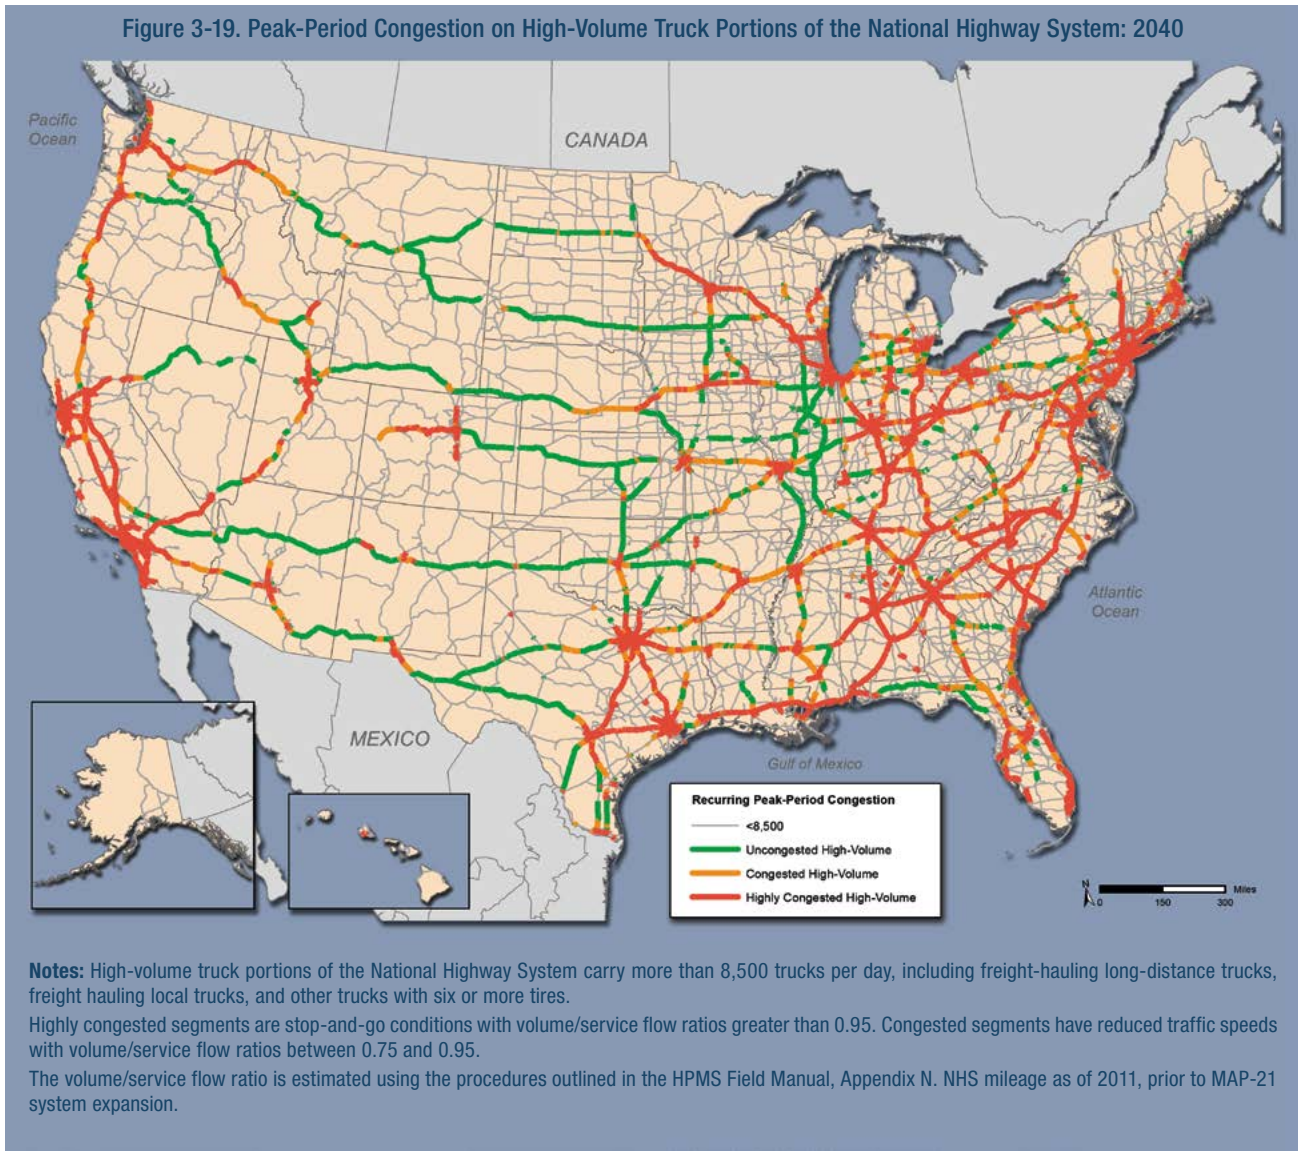 Figure 3-19. Peak-Period Congestion on High-Volume Truck Portions of the National Highway System: 2040
Pacific
Ocean
CANADA
Atlantic
Ocean
MEXICO
Gulf of Mexico
Recurring Peak-Period Congestion
<8,500
Uncongested High-Volume
Congested High-Volume
Highly Congested High-Volume
N
Miles
0 150 300
Notes: High-volume truck portions of the National Highway System carry more than 8,500 trucks per day, including freight-hauling long-distance trucks,
freight hauling local trucks, and other trucks with six or more tires.
Highly congested segments are stop-and-go conditions with volume/service flow ratios greater than 0.95. Congested segments have reduced traffic speeds
with volume/service flow ratios between 0.75 and 0.95.
The volume/service flow ratio is estimated using the procedures outlined in the HPMS Field Manual, Appendix N. NHS mileage as of 2011, prior to MAP-21
system expansion.